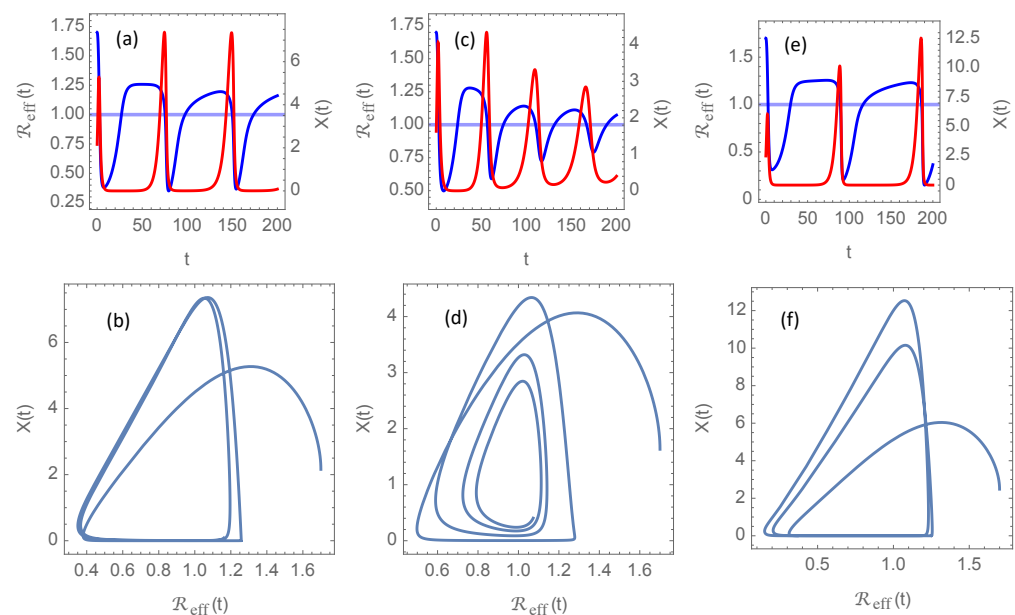 (a)
1.75
1.50
1.25
1.00
0.75
0.50
0.25
6
4
2
0
0 50 100 150 200
t
ℛeff(t)
X(t)
(c)
1.75
1.50
1.25
1.00
0.75
0.50
4
3
2
1
0
0 50 100 150 200
t
ℛeff(t)
X(t)
(e)
1.5
1.0
0.5
0
12.5
10.0
7.5
5.0
2.5
0
0 50 100 150 200
t
ℛeff(t)
X(t)
(b)
6
4
2
0
0.4 0.6 0.8 1.0 1.2 1.4 1.6
X(t)
ℛeff(t)
(d)
4
3
2
1
0
0.6 0.8 1.0 1.2 1.4 1.6
X(t)
ℛeff(t)
(f)
12
10
8
6
4
2
0
0.5 1.0 1.5
X(t)
ℛeff(t)